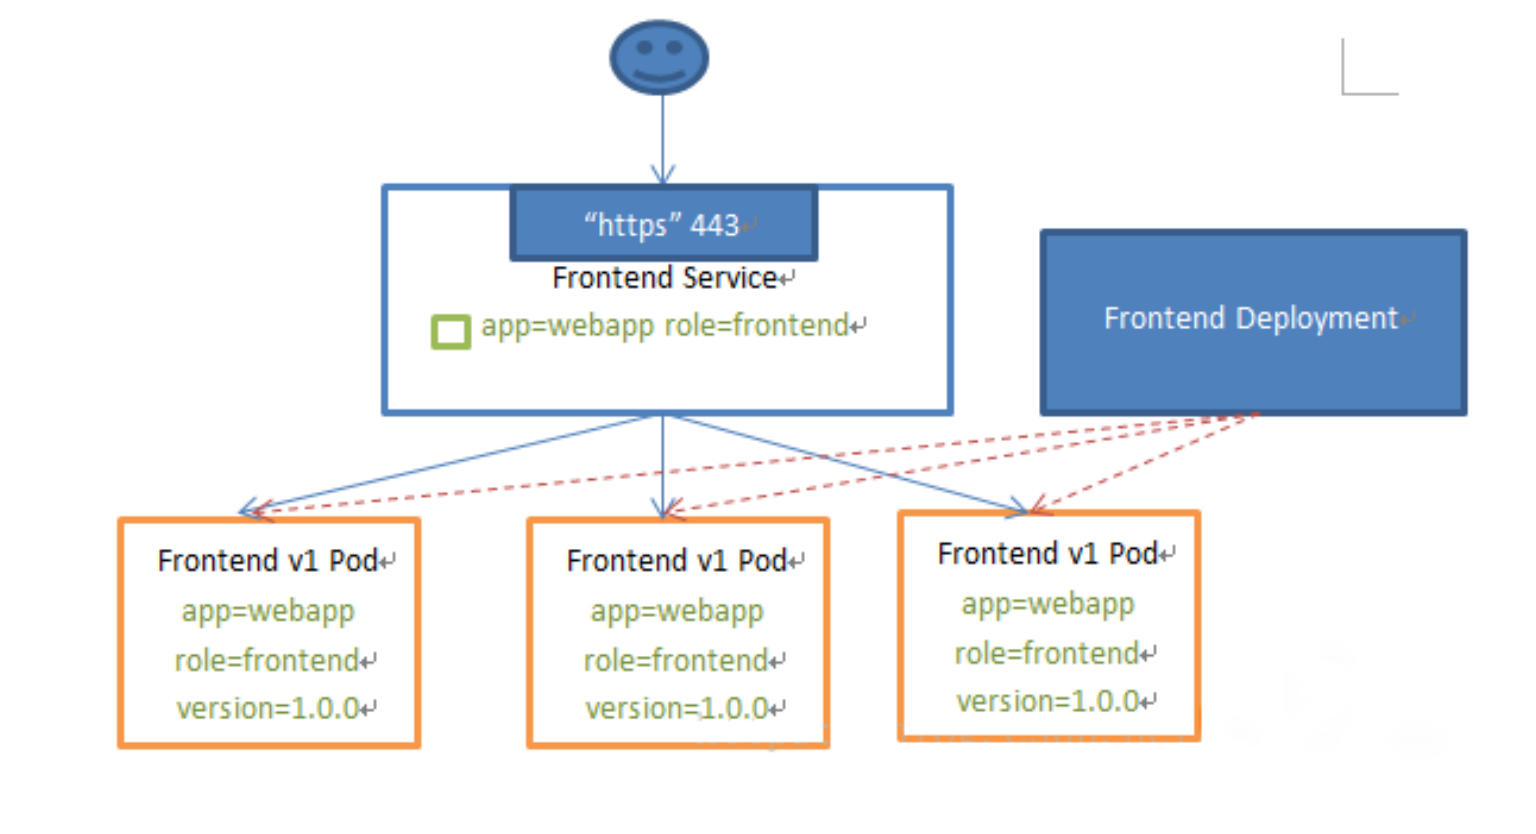 “https” 443
Frontend Service
app=webapp role=frontend
Frontend Deployment
Frontend v1 Pod
app=webapp
role=frontend
version=1.0.0
Frontend v1 Pod
app=webapp
role=frontend
version=1.0.0
Frontend v1 Pod
app=webapp
role=frontend
version=1.0.0